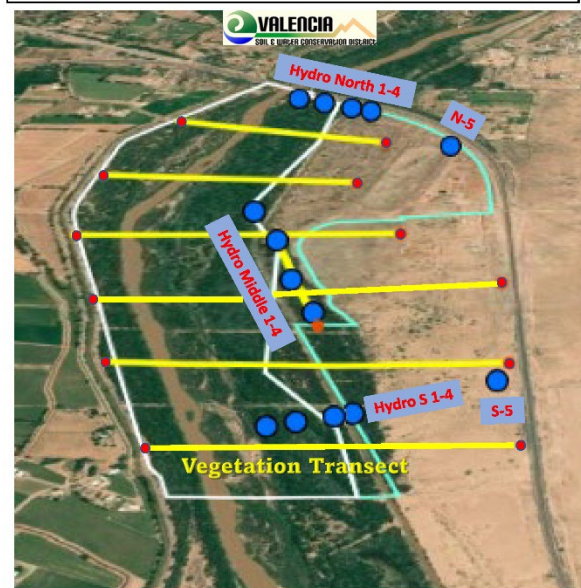 VALENCIA
SOIL & WATER CONSERVATION DISTRICT
Hydro North 1-4
N-5
Hydro Middle 1-4
Hydro S 1-4
S-5
Vegetation Transect